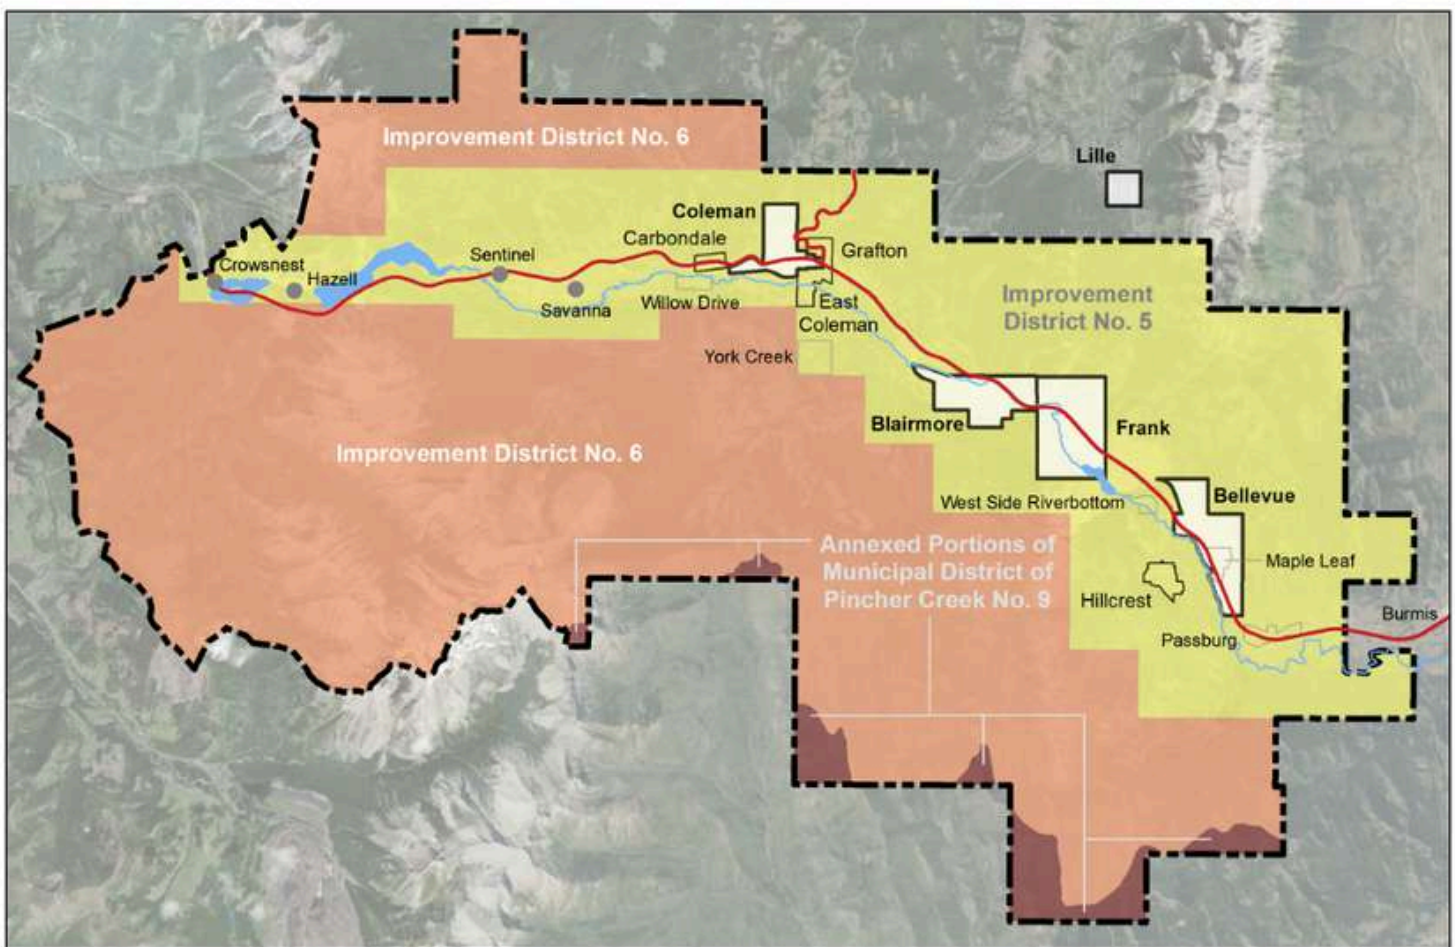 Improvement District No. 6
Lille
Coleman
Carbondale
Grafton
Sentinel
Crowsnest
Hazell
Savanna
Willow Drive
East
Coleman
Improvement
District No. 5
York Creek
Blairmore
Frank
Improvement District No. 6
West Side Riverbottom
Bellevue
Annexed Portions of
Municipal District of
Pincher Creek No. 9
Maple Leaf
Hillcrest
Burmis
Passburg